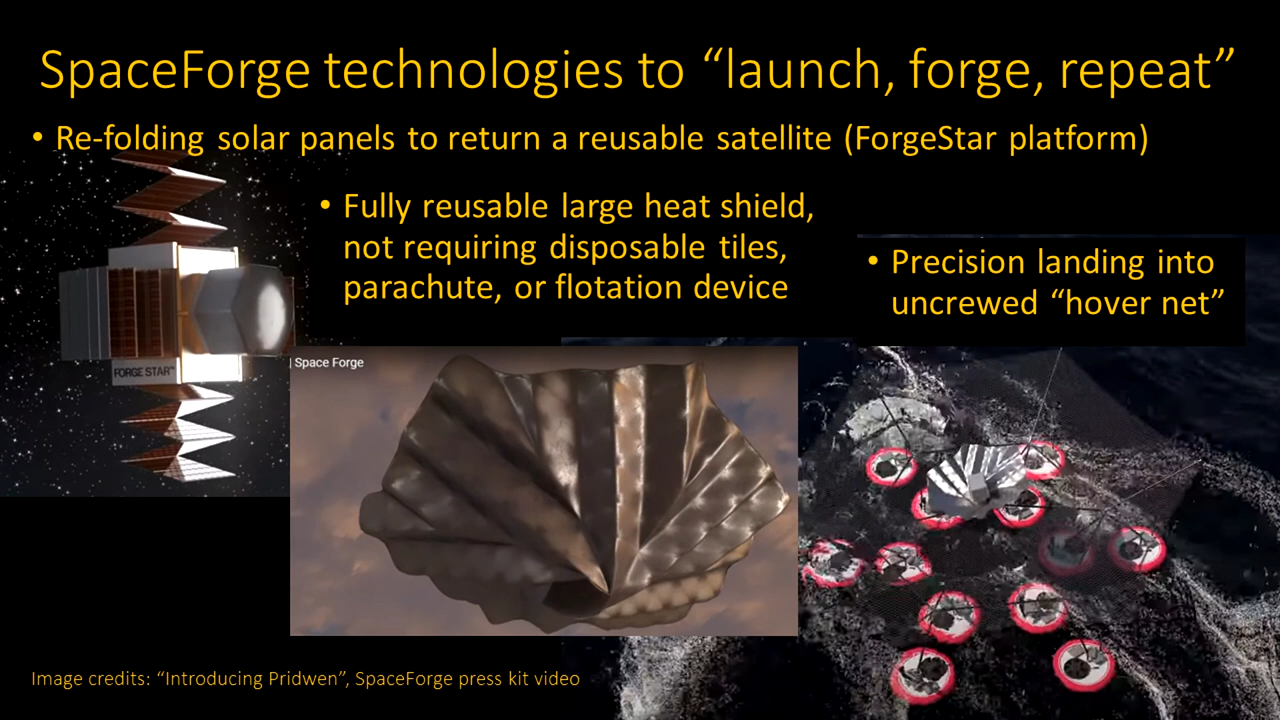 SpaceForge technologies to “launch, forge, repeat”
• Re-folding solar panels to return a reusable satellite (ForgeStar platform)
• Fully reusable large heat shield,
not requiring disposable tiles,
parachute, or flotation device
• Precision landing into
uncrewed “hover net”
FORGE STAR™
| Space Forge
Image credits: “Introducing Pridwen”, SpaceForge press kit video